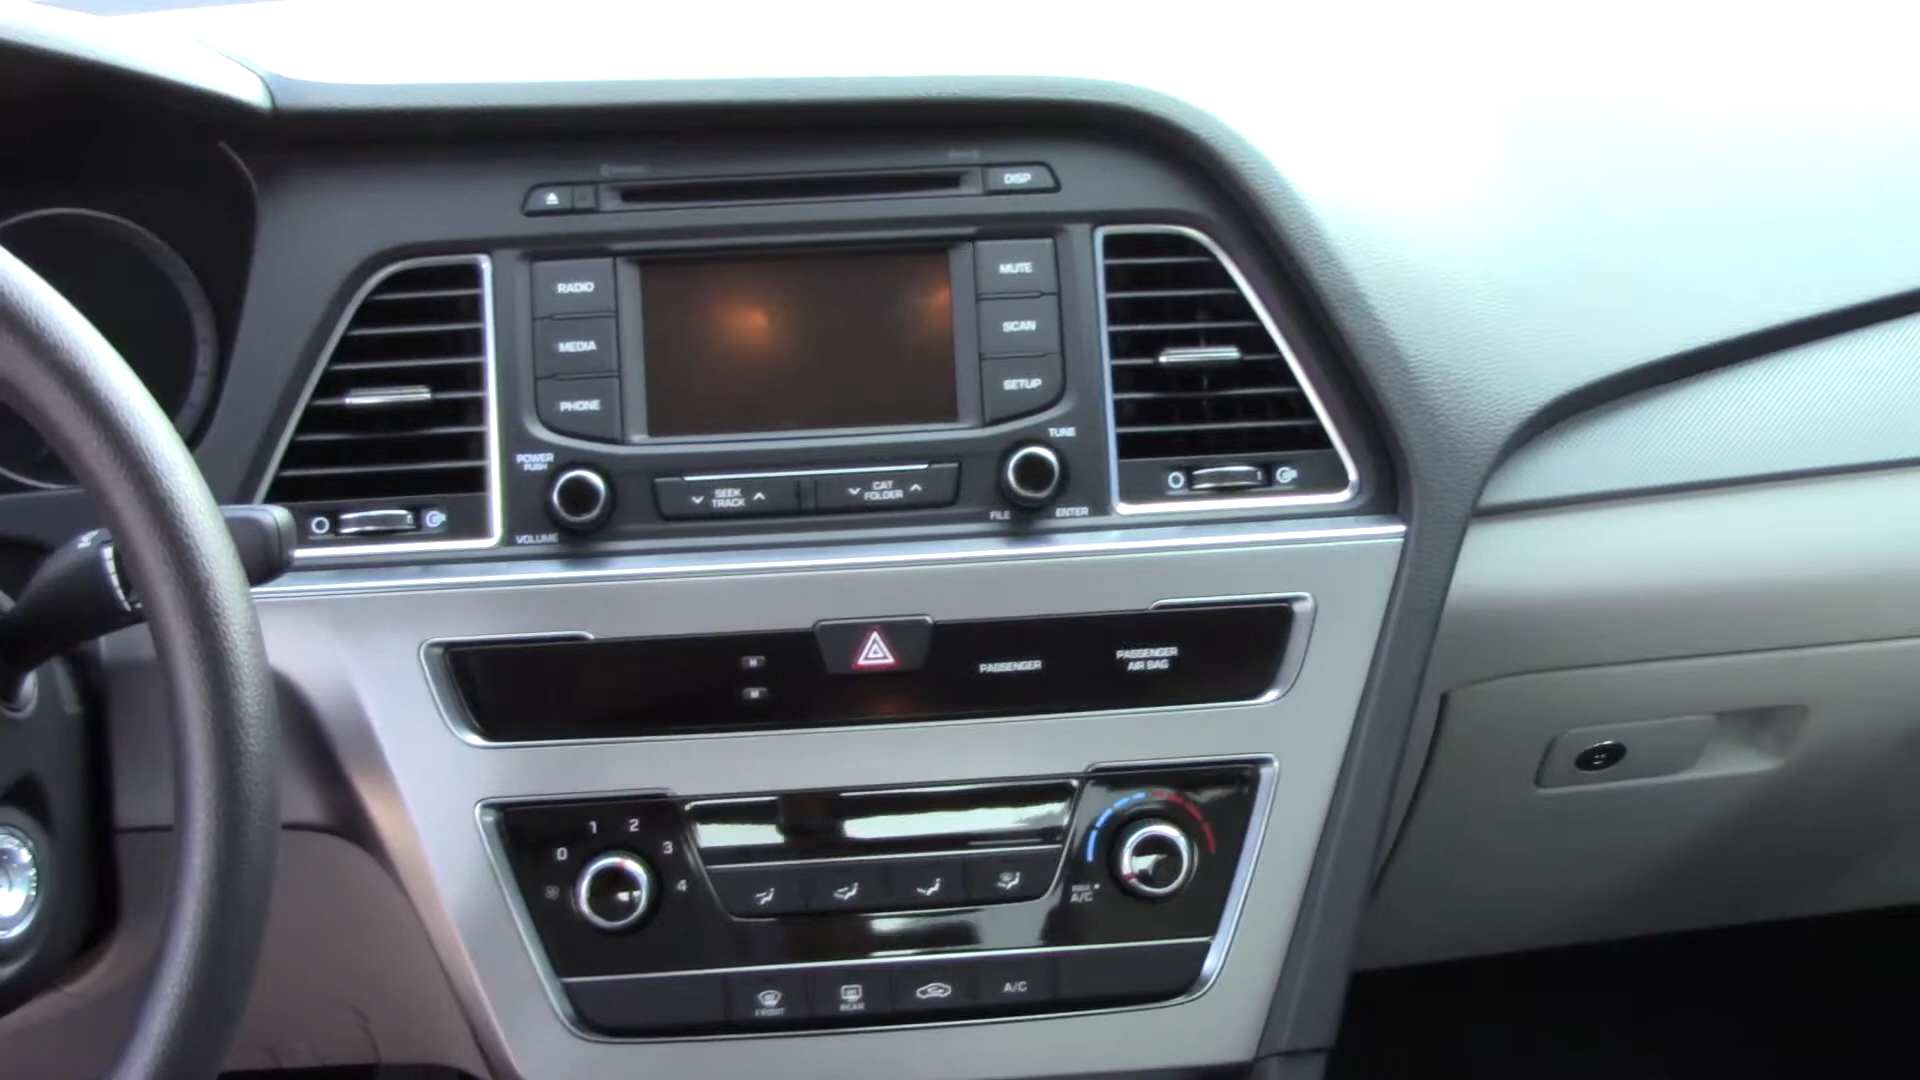 DISP
RADIO
MUTE
MEDIA
SCAN
PHONE
SETUP
POWER
PUSH
TUNE
SEEK
TRACK
CAT
FOLDER
VOLUME
FILE
ENTER
H
M
PASSENGER
PASSENGER
AIR BAG
0
1
2
3
4
MAX
A/C
FRONT
REAR
A/C